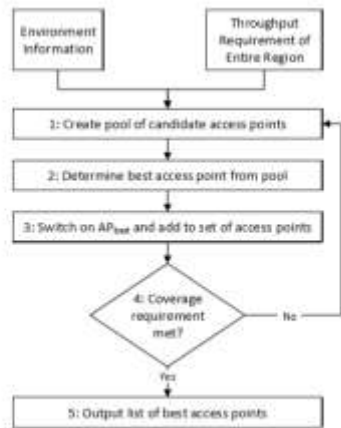 Environment
Information
Throughput
Requirement of
Entire Region
1: Create pool of candidate access points
2: Determine best access point from pool
3: Switch on APbest and add to set of access points
4: Coverage
requirement
met?
No
Yes
5: Output list of best access points